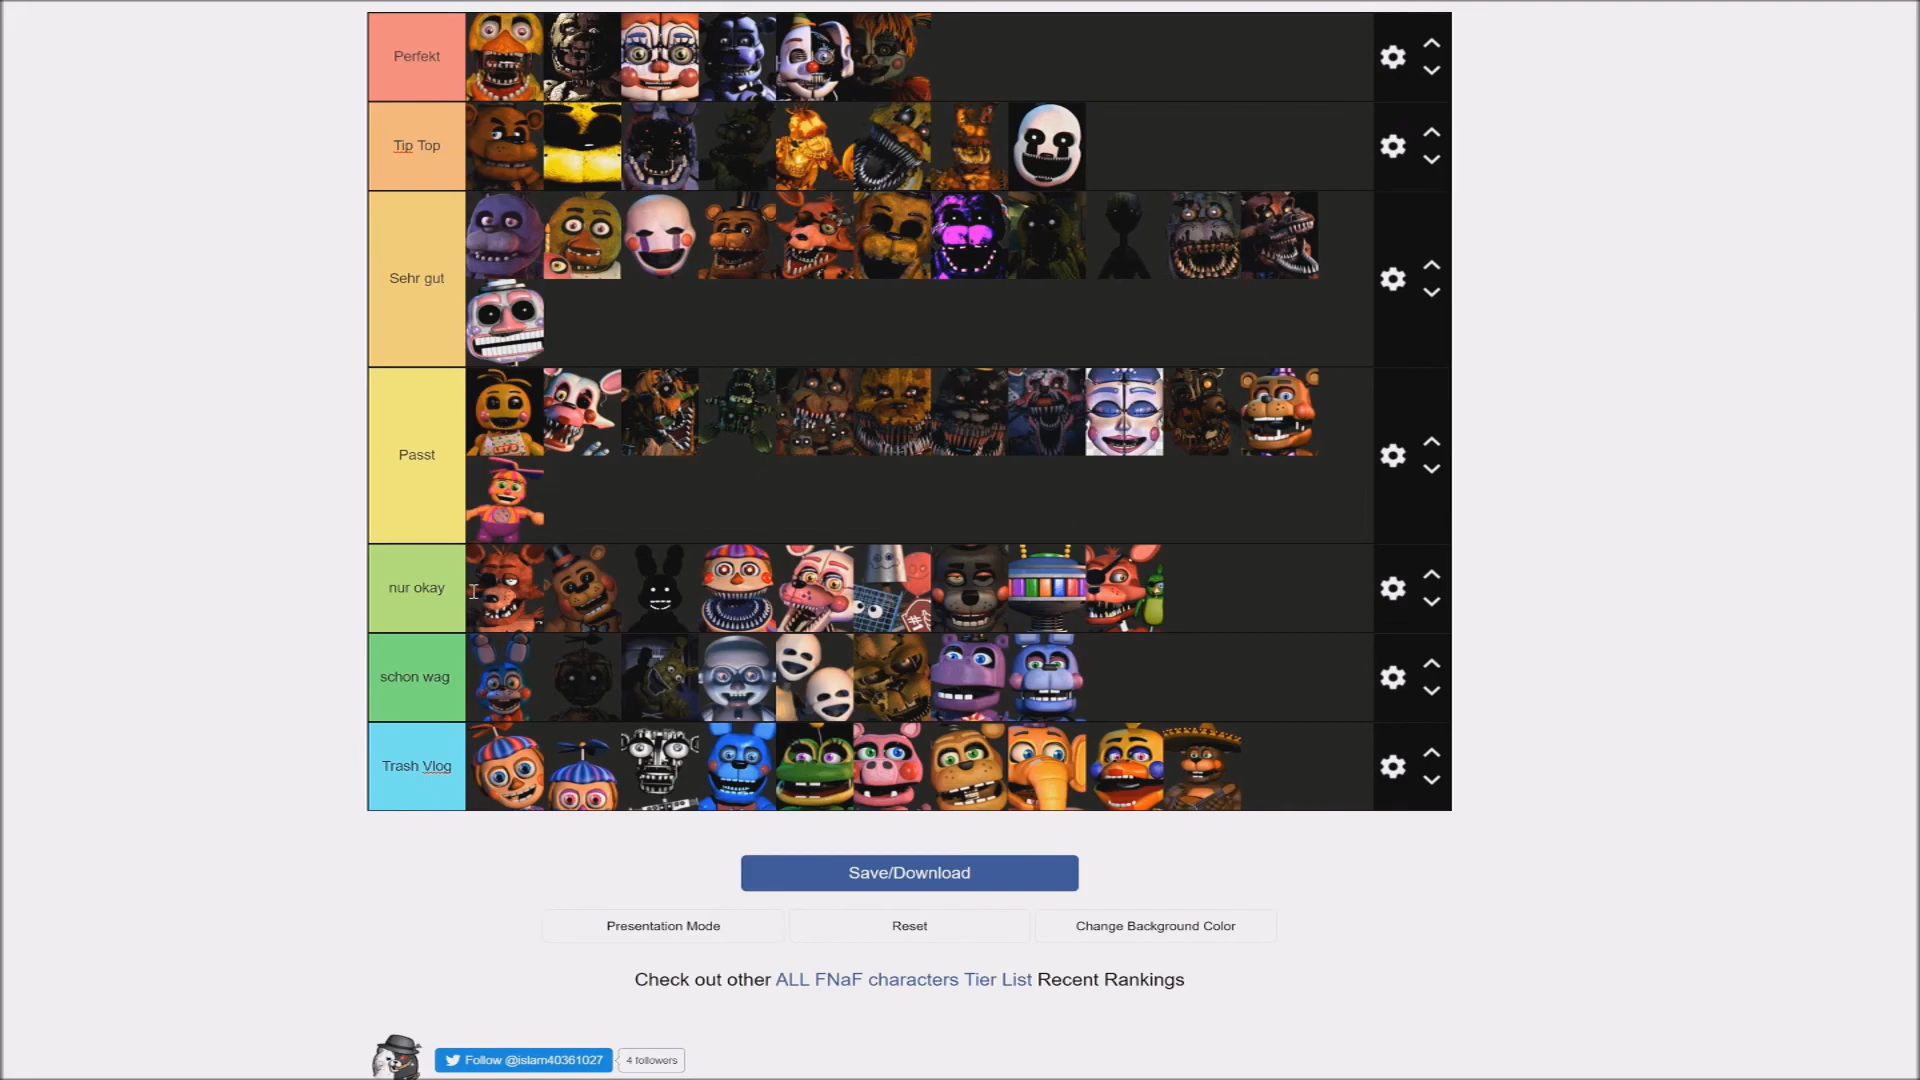 Perfekt
Tip Top
Sehr gut
Passt
nur okay
schon wag
Trash Vlog
Save/Download
Presentation Mode
Reset
Change Background Color
Check out other ALL FNaF characters Tier List Recent Rankings
Follow @islam40361027
4 followers